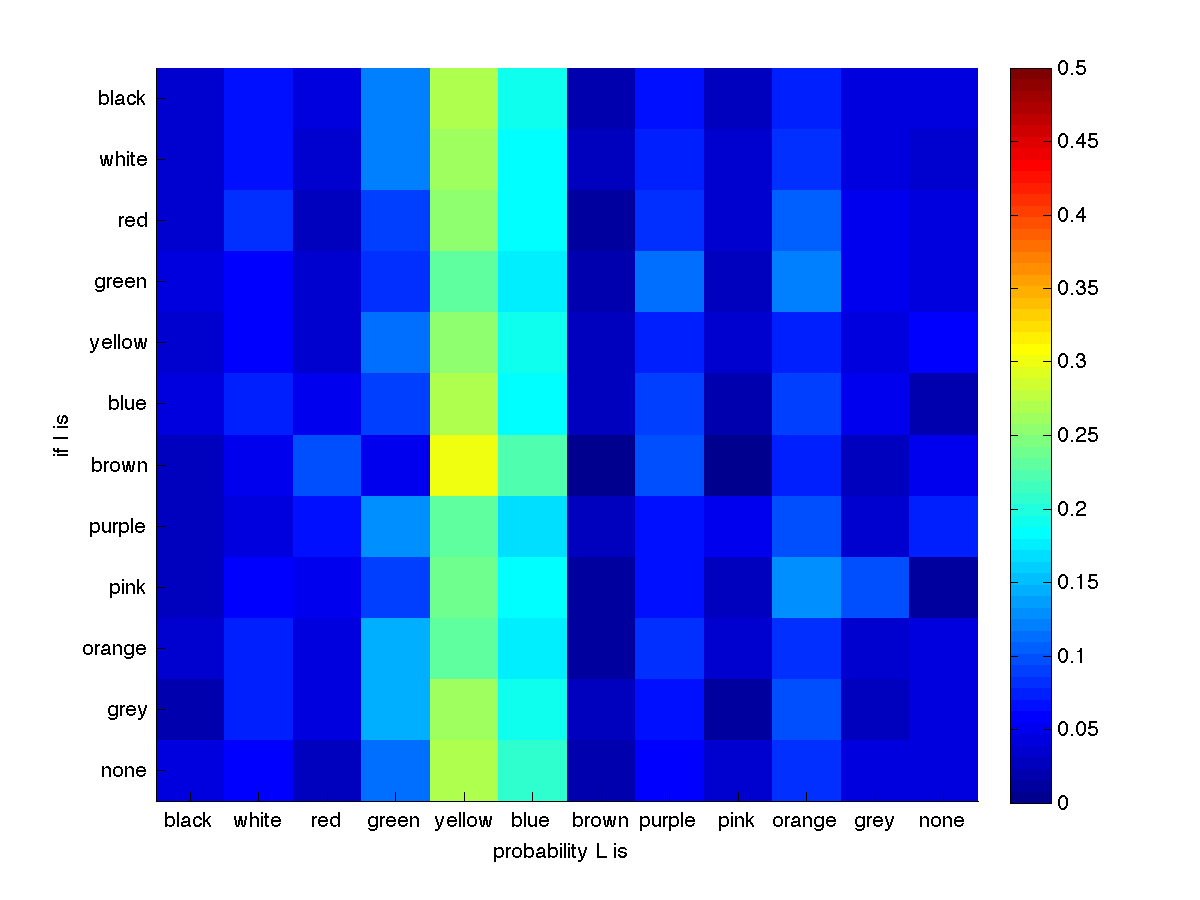 black
white
red
green
yellow
blue
brown
purple
pink
orange
grey
none
if I is
black white red green yellow blue brown purple pink orange grey none
probability L is
0.5
0.45
0.4
0.35
0.3
0.25
0.2
0.15
0.1
0.05
0